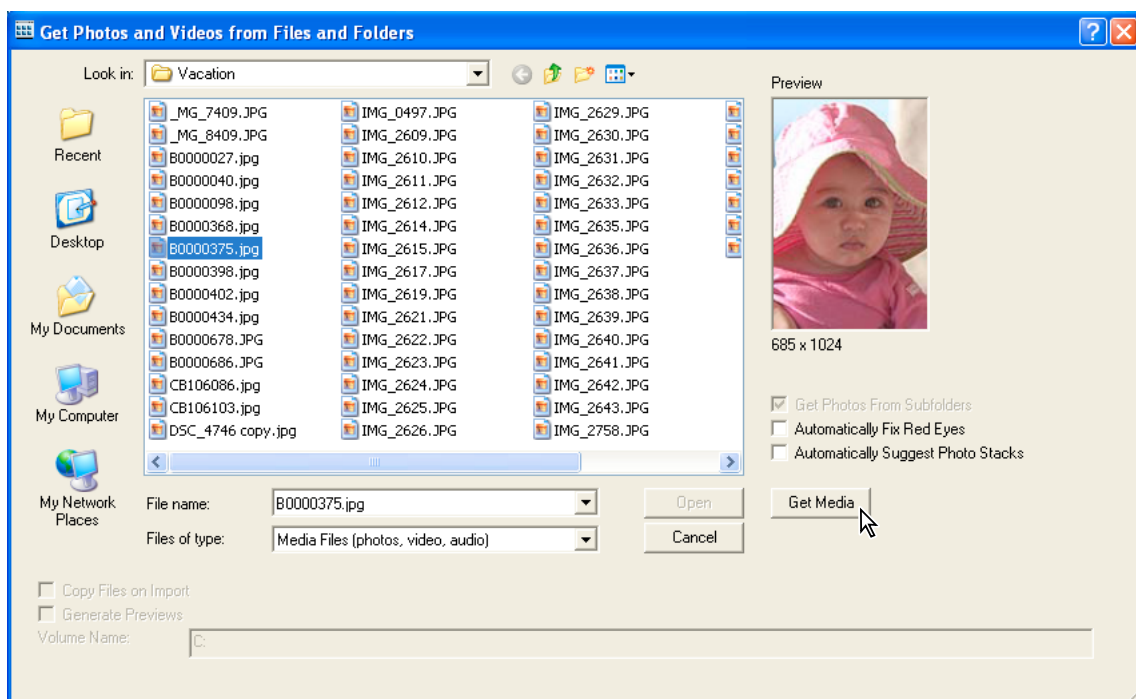 Get Photos and Videos from Files and Folders
Look in: Vacation
Recent
Desktop
My Documents
My Computer
My Network
Places
_MG_7409.JPG
_MG_8409.JPG
B0000027.jpg
B0000040.jpg
B0000098.jpg
B0000368.jpg
B0000375.jpg
B0000398.jpg
B0000402.jpg
B0000434.jpg
B0000678.JPG
B0000686.JPG
CB106086.jpg
CB106103.jpg
DSC_4746 copy.jpg
IMG_0497.JPG
IMG_2609.JPG
IMG_2610.JPG
IMG_2611.JPG
IMG_2612.JPG
IMG_2614.JPG
IMG_2615.JPG
IMG_2617.JPG
IMG_2619.JPG
IMG_2621.JPG
IMG_2622.JPG
IMG_2623.JPG
IMG_2624.JPG
IMG_2625.JPG
IMG_2626.JPG
IMG_2629.JPG
IMG_2630.JPG
IMG_2631.JPG
IMG_2632.JPG
IMG_2633.JPG
IMG_2635.JPG
IMG_2636.JPG
IMG_2637.JPG
IMG_2638.JPG
IMG_2639.JPG
IMG_2640.JPG
IMG_2641.JPG
IMG_2642.JPG
IMG_2643.JPG
IMG_2758.JPG
File name: B0000375.jpg Open
Files of type: Media Files (photos, video, audio) Cancel
Preview
685 x 1024
Get Photos From Subfolders
Automatically Fix Red Eyes
Automatically Suggest Photo Stacks
Get Media
Copy Files on Import
Generate Previews
Volume Name: C: